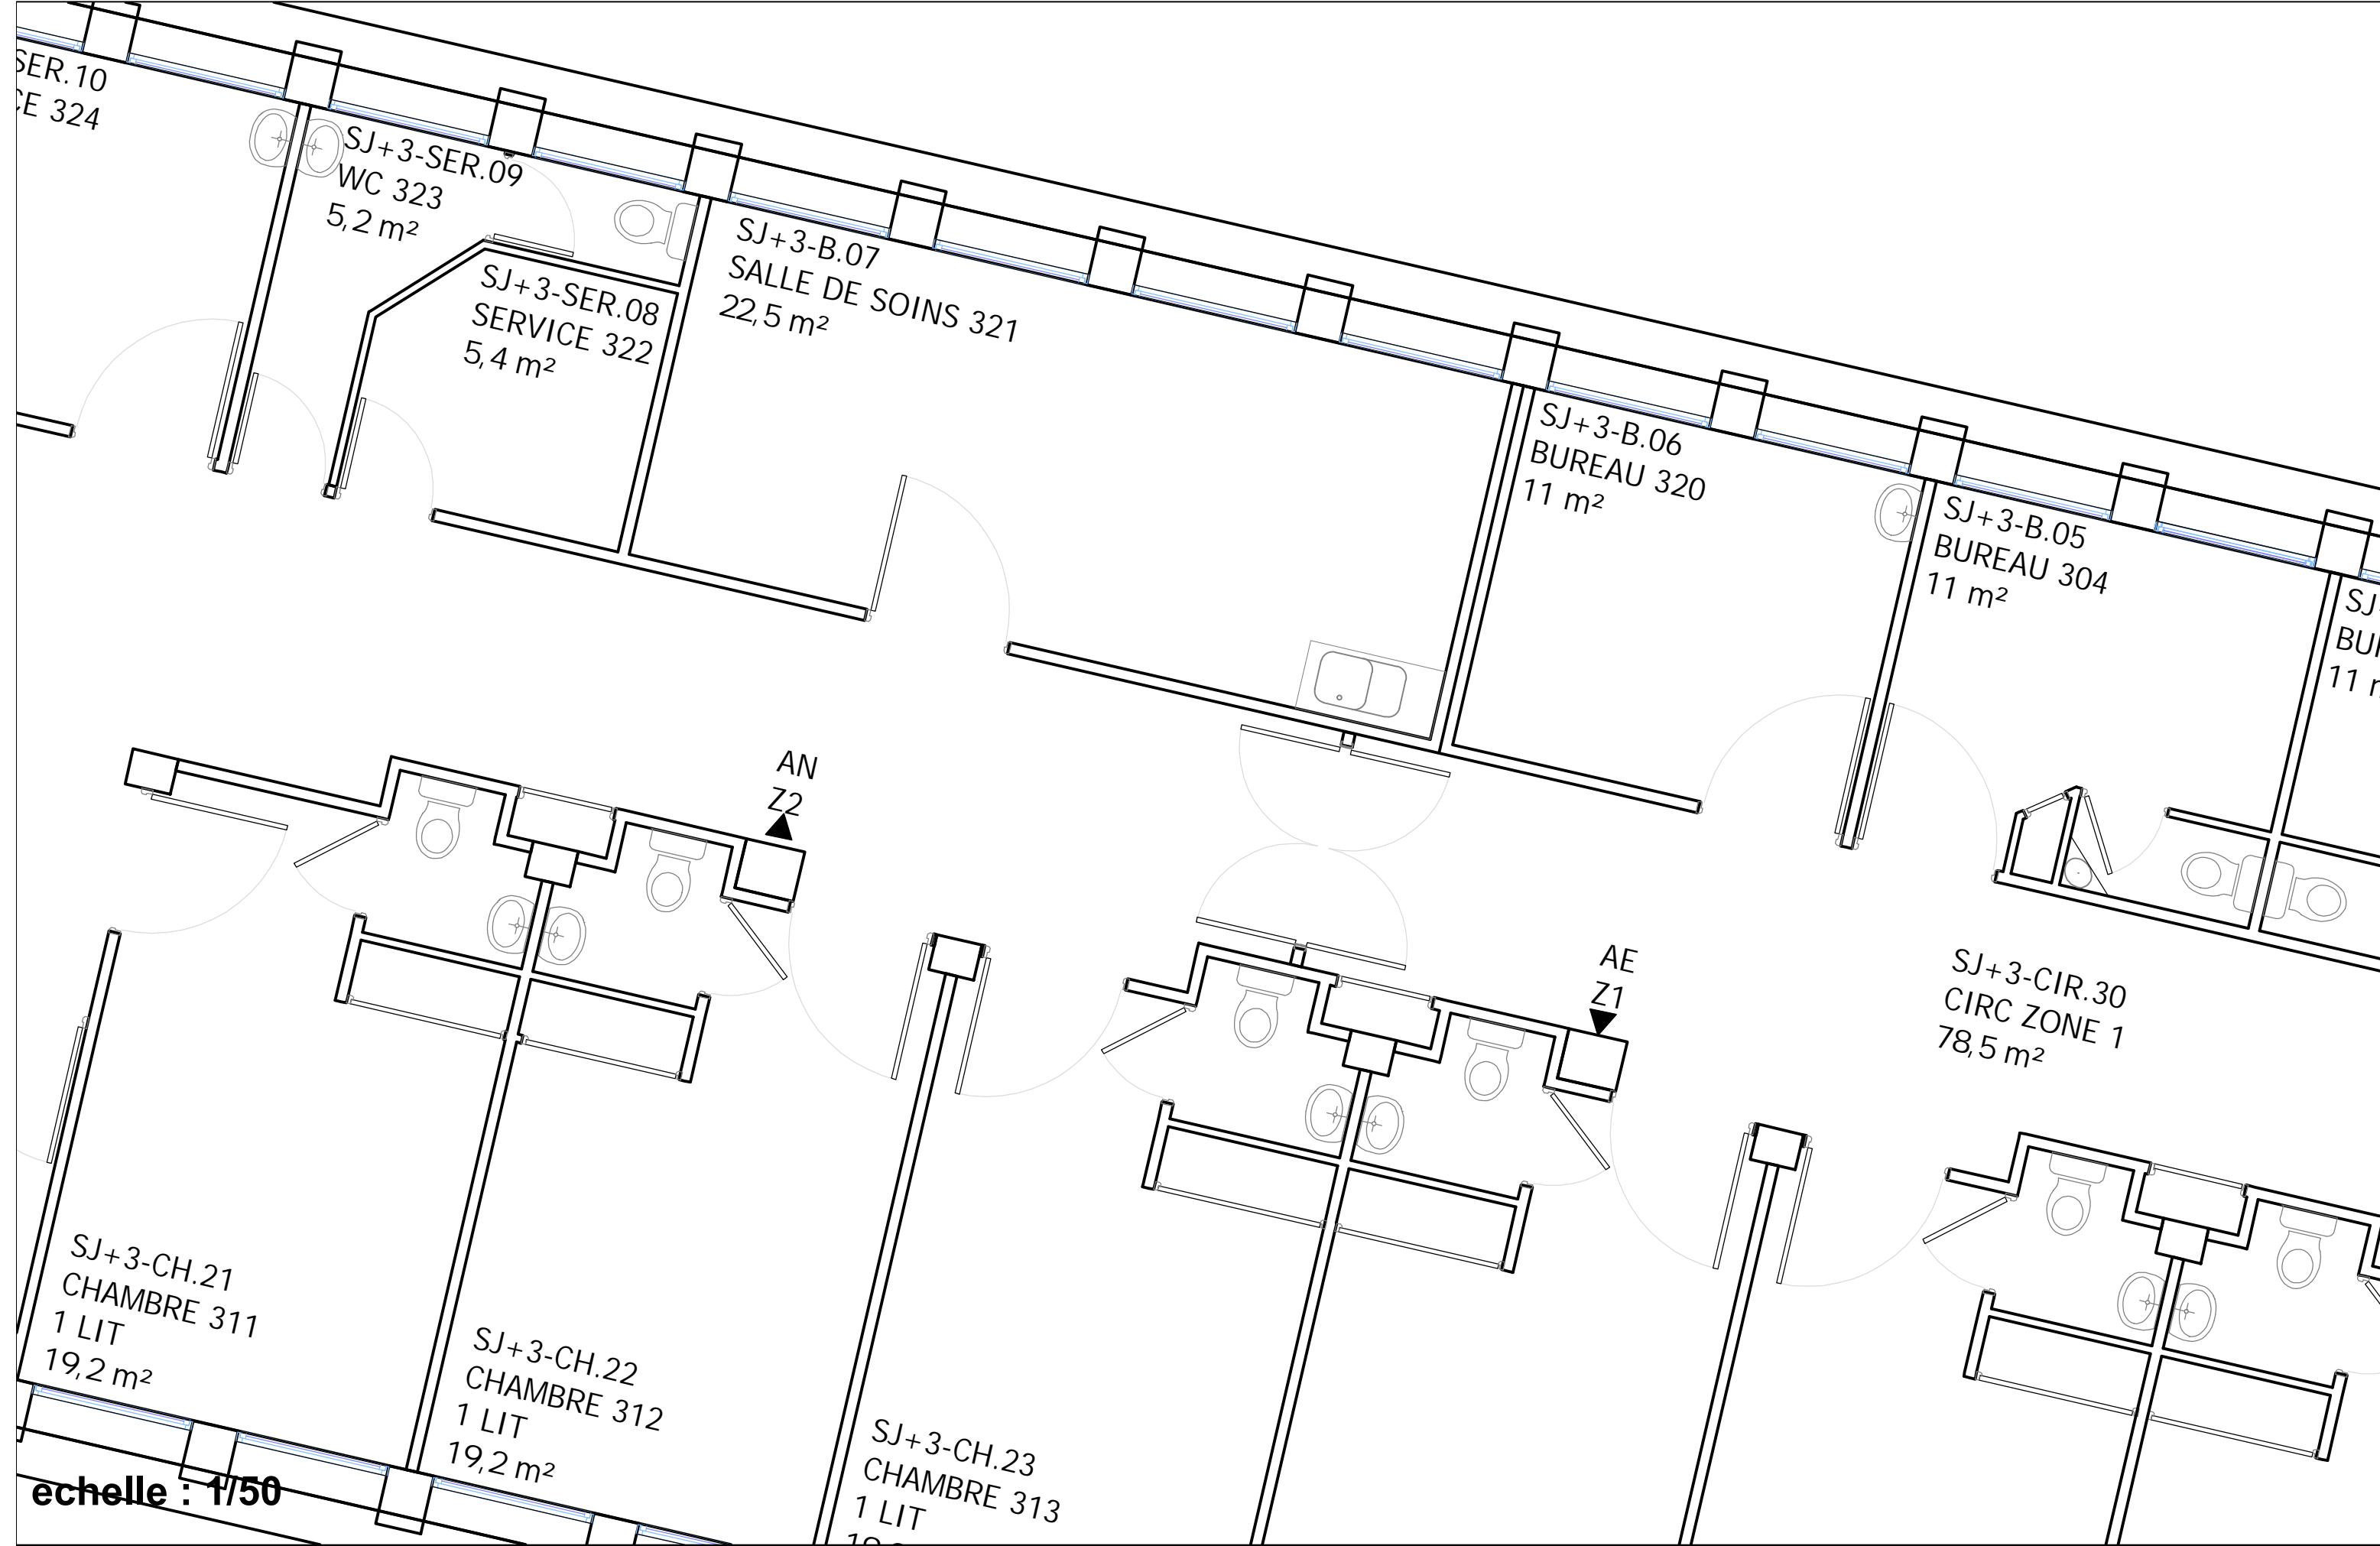 SER.10
CE 324
SJ+3-SER.09
WC 323
5,2 m²
SJ+3-SER.08
SERVICE 322
5,4 m²
SJ+3-B.07
SALLE DE SOINS 321
22,5 m²
SJ+3-B.06
BUREAU 320
11 m²
SJ+3-B.05
BUREAU 304
11 m²
SJ
BU
11
AN
Z2
AE
Z1
SJ+3-CIR.30
CIRC ZONE 1
78,5 m²
SJ+3-CH.21
CHAMBRE 311
1 LIT
19,2 m²
SJ+3-CH.22
CHAMBRE 312
1 LIT
19,2 m²
SJ+3-CH.23
CHAMBRE 313
1 LIT
echelle : 1/50